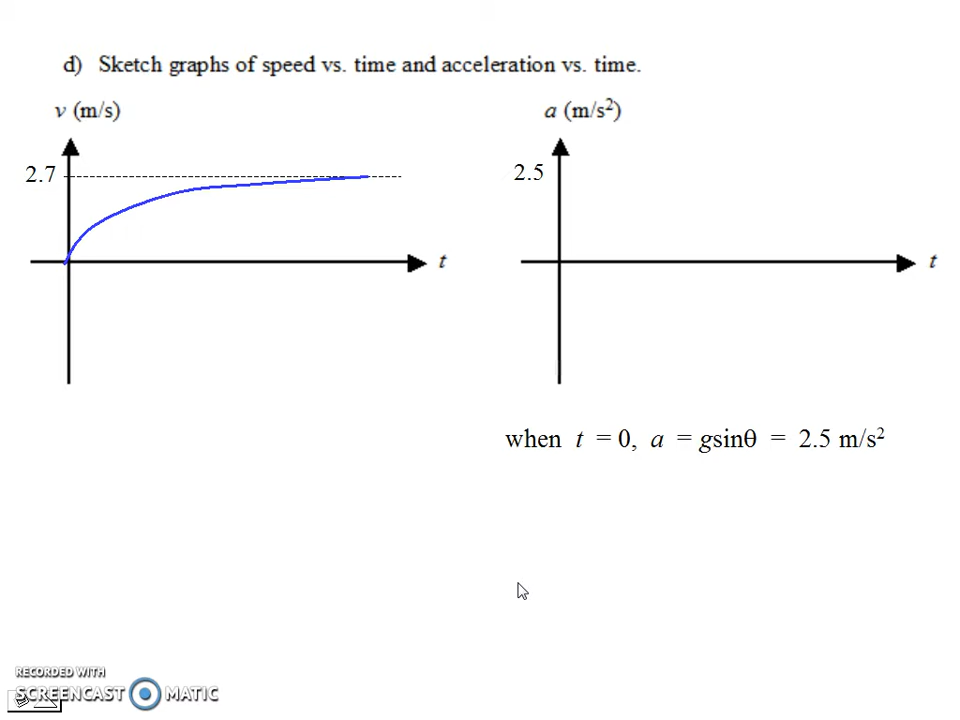 d) Sketch graphs of speed vs. time and acceleration vs. time.
v (m/s)
2.7
t
a (m/s²)
2.5
t
when t = 0, a = gsinθ = 2.5 m/s²
RECORDED WITH
SCREENCAST MATIC